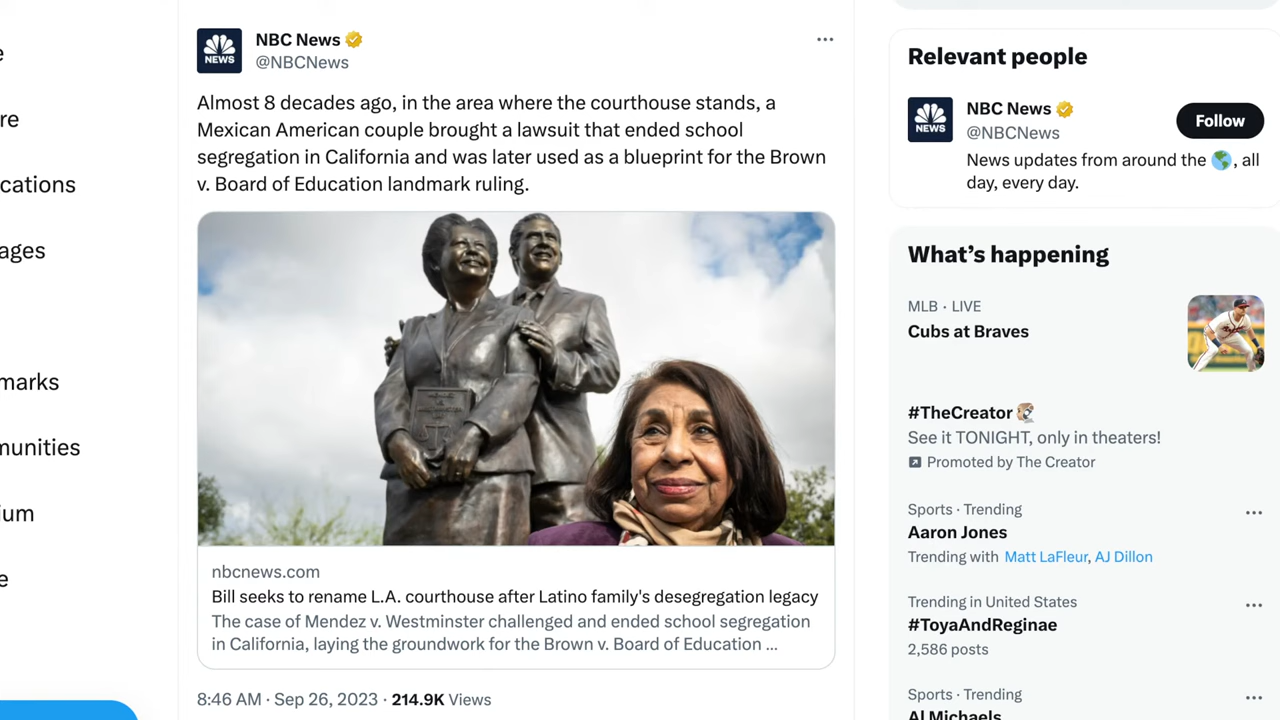 e
re
cations
ages
marks
munities
ium
e
NEWS
NBC News
@NBCNews
Almost 8 decades ago, in the area where the courthouse stands, a
Mexican American couple brought a lawsuit that ended school
segregation in California and was later used as a blueprint for the Brown
v. Board of Education landmark ruling.
nbcnews.com
Bill seeks to rename L.A. courthouse after Latino family's desegregation legacy
The case of Mendez v. Westminster challenged and ended school segregation
in California, laying the groundwork for the Brown v. Board of Education ...
8:46 AM · Sep 26, 2023 · 214.9K Views
Relevant people
NEWS
NBC News
@NBCNews
Follow
News updates from around the 🌎, all
day, every day.
What's happening
MLB · LIVE
Cubs at Braves
#TheCreator
See it TONIGHT, only in theaters!
Promoted by The Creator
Sports · Trending
Aaron Jones
Trending with Matt LaFleur, AJ Dillon
Trending in United States
#ToyaAndReginae
2,586 posts
Sports · Trending
Al Michaels